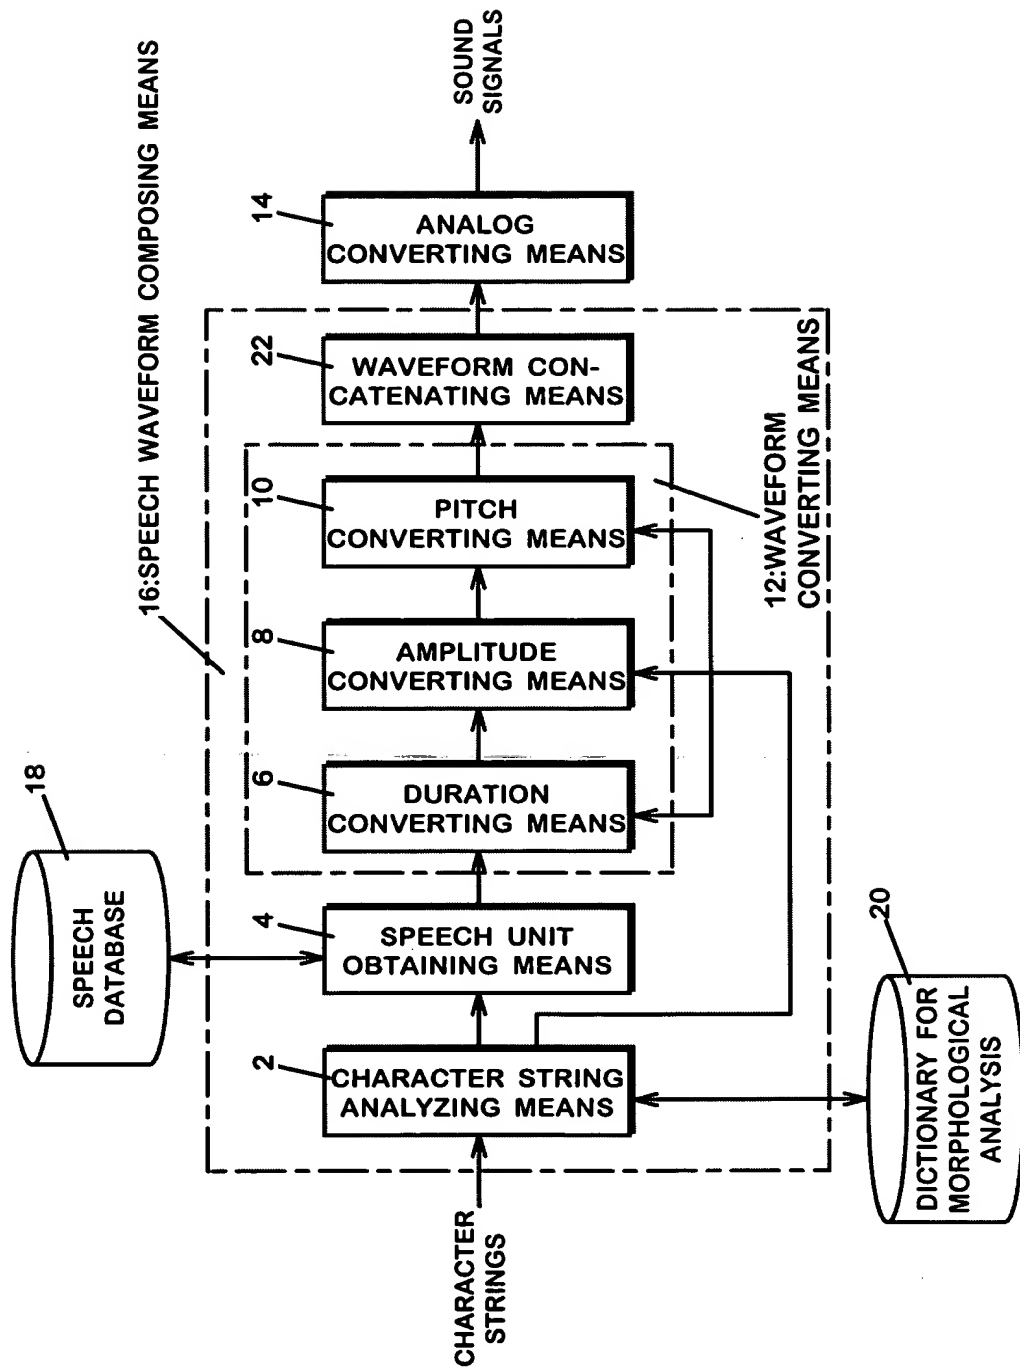 16:SPEECH WAVEFORM COMPOSING MEANS
18
SPEECH
DATABASE
CHARACTER
STRINGS
2
CHARACTER STRING
ANALYZING MEANS
4
SPEECH UNIT
OBTAINING MEANS
6
DURATION
CONVERTING MEANS
8
AMPLITUDE
CONVERTING MEANS
10
PITCH
CONVERTING MEANS
22
WAVEFORM CON-
CATENATING MEANS
14
ANALOG
CONVERTING MEANS
SOUND
SIGNALS
12:WAVEFORM
CONVERTING MEANS
20
DICTIONARY FOR
MORPHOLOGICAL
ANALYSIS